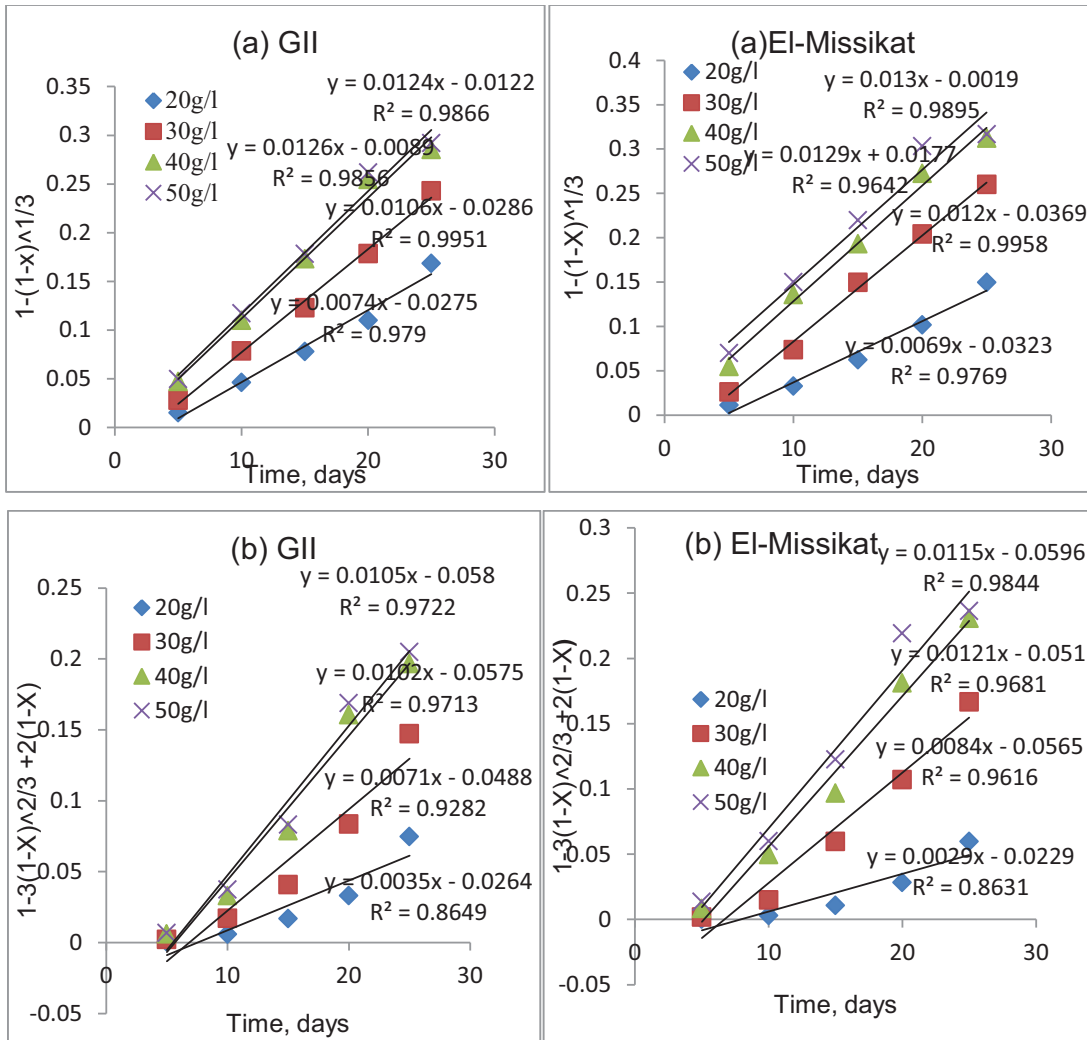 (a) GII
1-(1-x)^1/3
0.35
0.3
0.25
0.2
0.15
0.1
0.05
0
20g/l
30g/l
40g/l
50g/l
y = 0.0124x - 0.0122
R² = 0.9866
y = 0.0126x - 0.0089
R² = 0.9856
y = 0.0106x - 0.0286
R² = 0.9951
y = 0.0074x - 0.0275
R² = 0.979
0 10 20 30
Time, days
(a)El-Missikat
1-(1-X)^1/3
0.4
0.35
0.3
0.25
0.2
0.15
0.1
0.05
0
20g/l
30g/l
40g/l
50g/l
y = 0.013x - 0.0019
R² = 0.9895
y = 0.0129x + 0.0177
R² = 0.9642
y = 0.012x - 0.0369
R² = 0.9958
y = 0.0069x - 0.0323
R² = 0.9769
0 10 20 30
Time, days
(b) GII
1-3(1-X)^2/3 +2(1-X)
0.25
0.2
0.15
0.1
0.05
0
-0.05
20g/l
30g/l
40g/l
50g/l
y = 0.0105x - 0.058
R² = 0.9722
y = 0.0102x - 0.0575
R² = 0.9713
y = 0.0071x - 0.0488
R² = 0.9282
y = 0.0035x - 0.0264
R² = 0.8649
0 10 20 30
Time, days
(b) El-Missikat
1-3(1-X)^2/3 +2(1-X)
0.3
0.25
0.2
0.15
0.1
0.05
0
-0.05
20g/l
30g/l
40g/l
50g/l
y = 0.0115x - 0.0596
R² = 0.9844
y = 0.0121x - 0.051
R² = 0.9681
y = 0.0084x - 0.0565
R² = 0.9616
y = 0.0029x - 0.0229
R² = 0.8631
0 10 20 30
Time, days